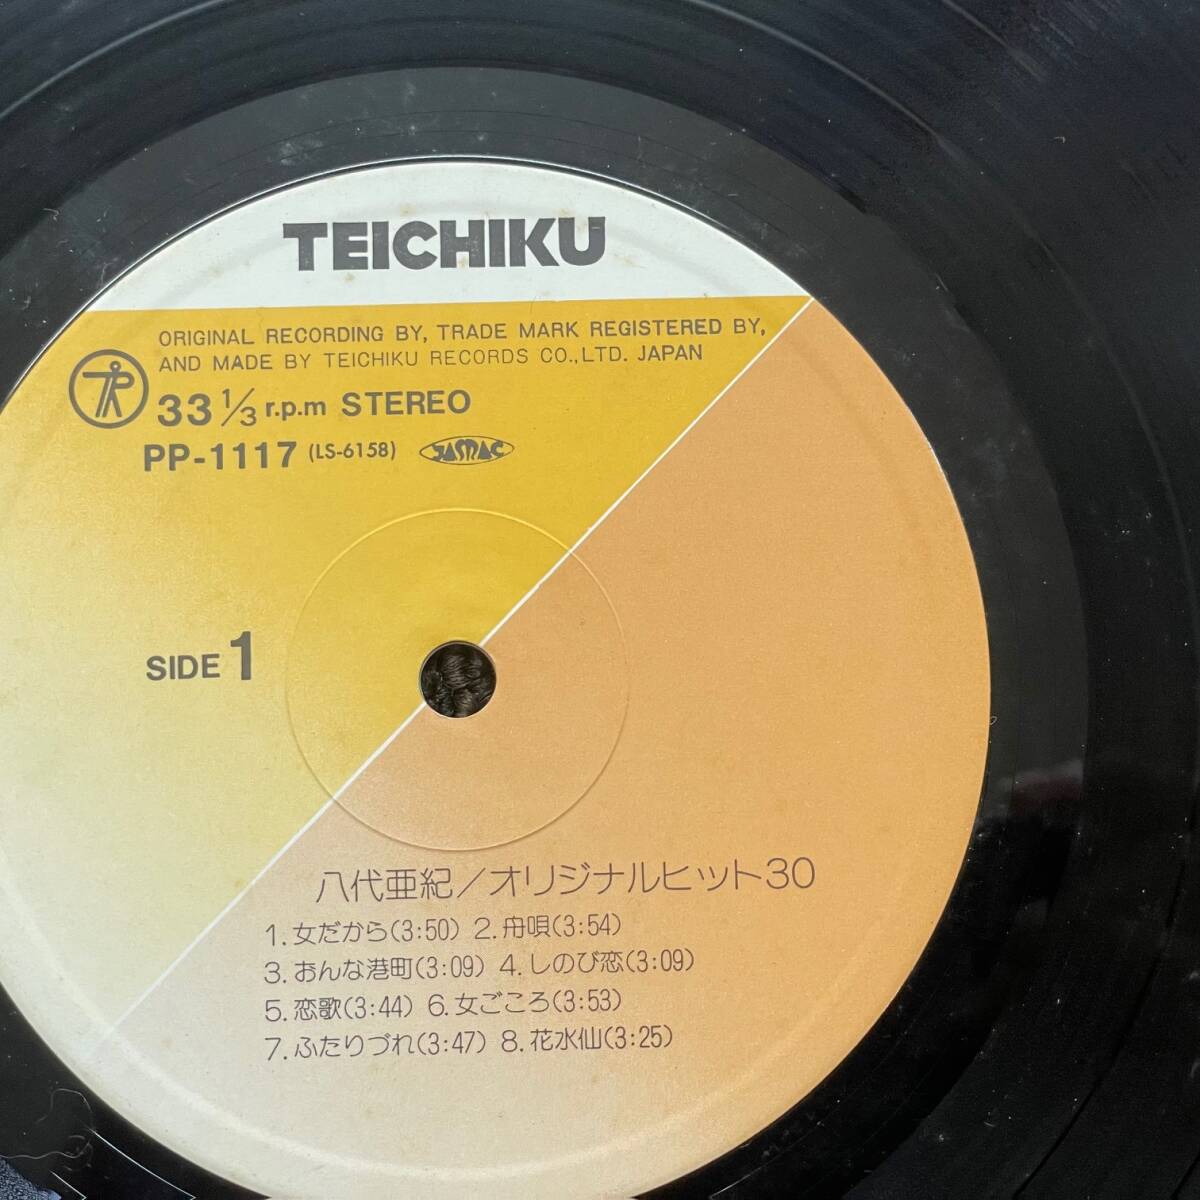 TEICHIKU
ORIGINAL RECORDING BY, TRADE MARK REGISTERED BY,
AND MADE BY TEICHIKU RECORDS CO.,LTD. JAPAN
33 1/3 r.p.m STEREO
PP-1117 (LS-6158) JASRAC
SIDE 1
八代亜紀/オリジナルヒット30
1. 女だから(3:50) 2. 舟唄(3:54)
3. おんな港町(3:09) 4. しのび恋(3:09)
5. 恋歌(3:44) 6. 女ごころ(3:53)
7. ふたりづれ(3:47) 8. 花水仙(3:25)